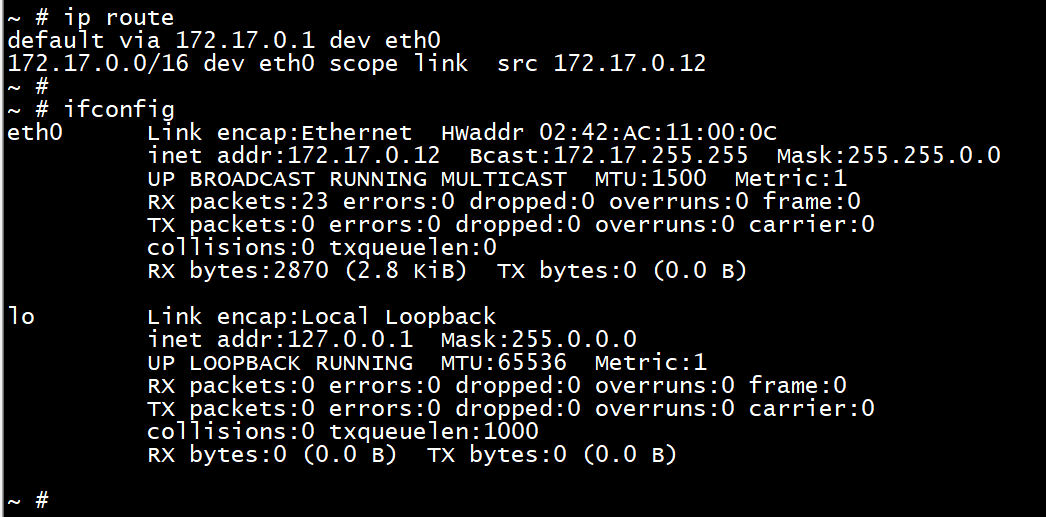 ~ # ip route
default via 172.17.0.1 dev eth0
172.17.0.0/16 dev eth0 scope link  src 172.17.0.12
~ #
~ # ifconfig
eth0      Link encap:Ethernet  HWaddr 02:42:AC:11:00:0C
          inet addr:172.17.0.12  Bcast:172.17.255.255  Mask:255.255.0.0
          UP BROADCAST RUNNING MULTICAST  MTU:1500  Metric:1
          RX packets:23 errors:0 dropped:0 overruns:0 frame:0
          TX packets:0 errors:0 dropped:0 overruns:0 carrier:0
          collisions:0 txqueuelen:0
          RX bytes:2870 (2.8 KiB)  TX bytes:0 (0.0 B)

lo        Link encap:Local Loopback
          inet addr:127.0.0.1  Mask:255.0.0.0
          UP LOOPBACK RUNNING  MTU:65536  Metric:1
          RX packets:0 errors:0 dropped:0 overruns:0 frame:0
          TX packets:0 errors:0 dropped:0 overruns:0 carrier:0
          collisions:0 txqueuelen:1000
          RX bytes:0 (0.0 B)  TX bytes:0 (0.0 B)

~ #